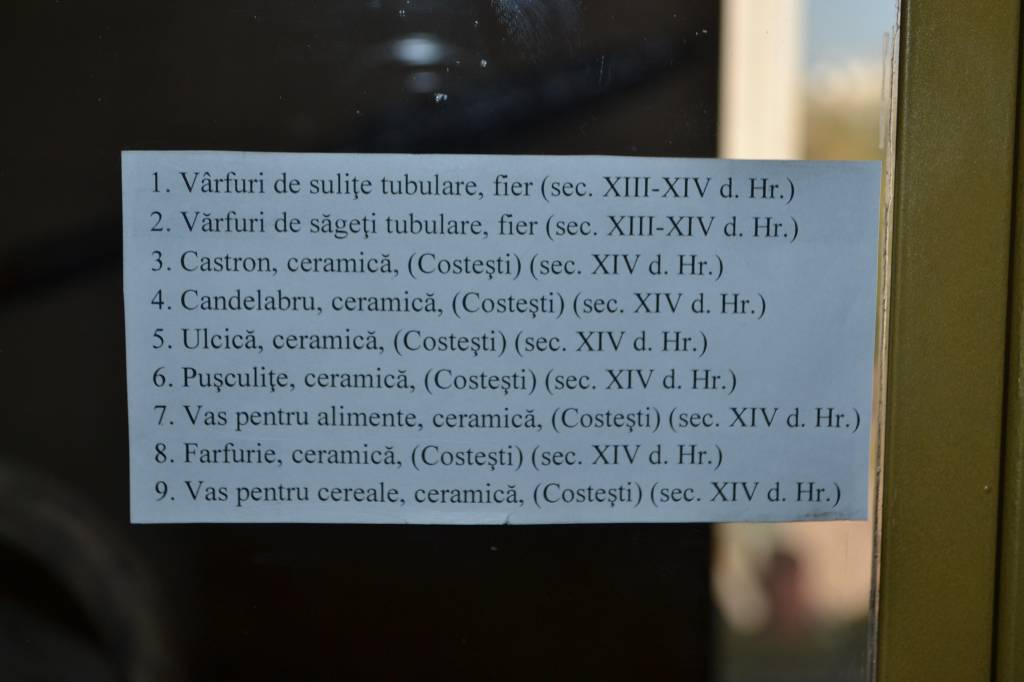 1. Vârfuri de suliţe tubulare, fier (sec. XIII-XIV d. Hr.)
2. Vărfuri de săgeţi tubulare, fier (sec. XIII-XIV d. Hr.)
3. Castron, ceramică, (Costeşti) (sec. XIV d. Hr.)
4. Candelabru, ceramică, (Costeşti) (sec. XIV d. Hr.)
5. Ulcică, ceramică, (Costeşti) (sec. XIV d. Hr.)
6. Puşculiţe, ceramică, (Costeşti) (sec. XIV d. Hr.)
7. Vas pentru alimente, ceramică, (Costeşti) (sec. XIV d. Hr.)
8. Farfurie, ceramică, (Costeşti) (sec. XIV d. Hr.)
9. Vas pentru cereale, ceramică, (Costeşti) (sec. XIV d. Hr.)